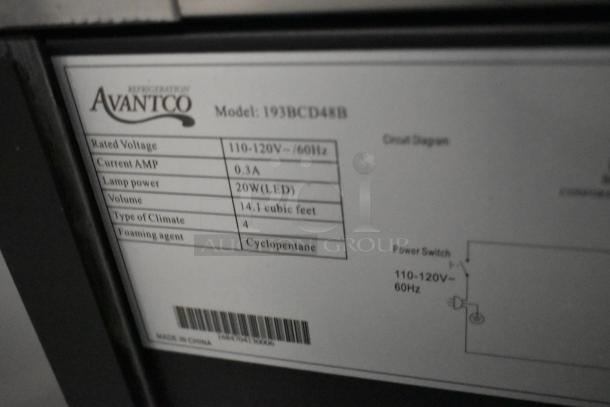 REFRIGERATION
AVANTCO
Model: 193BCD48B
Rated Voltage 110-120V~/60Hz
Current AMP 0.3A
Lamp power 20W(LED)
Volume 14.1 cubic feet
Type of Climate 4
Foaming agent Cyclopentane
Circuit Diagram
Power Switch
110-120V~
60Hz
MADE IN CHINA
pci
AUCTION GROUP